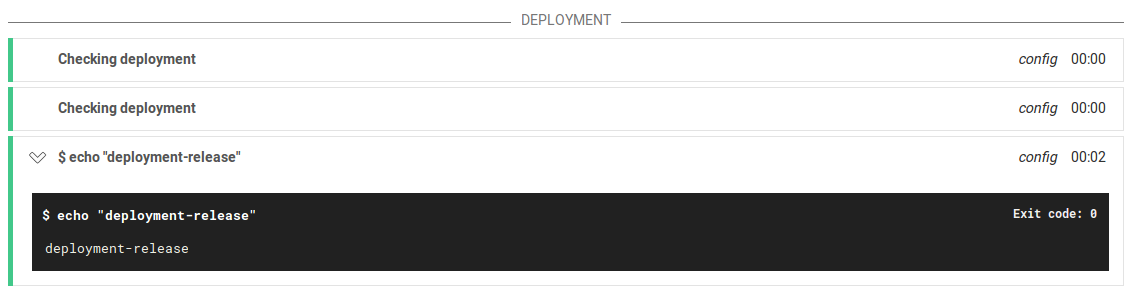 DEPLOYMENT
Checking deployment config 00:00
Checking deployment config 00:00
$ echo "deployment-release" config 00:02
$ echo "deployment-release" Exit code: 0
deployment-release